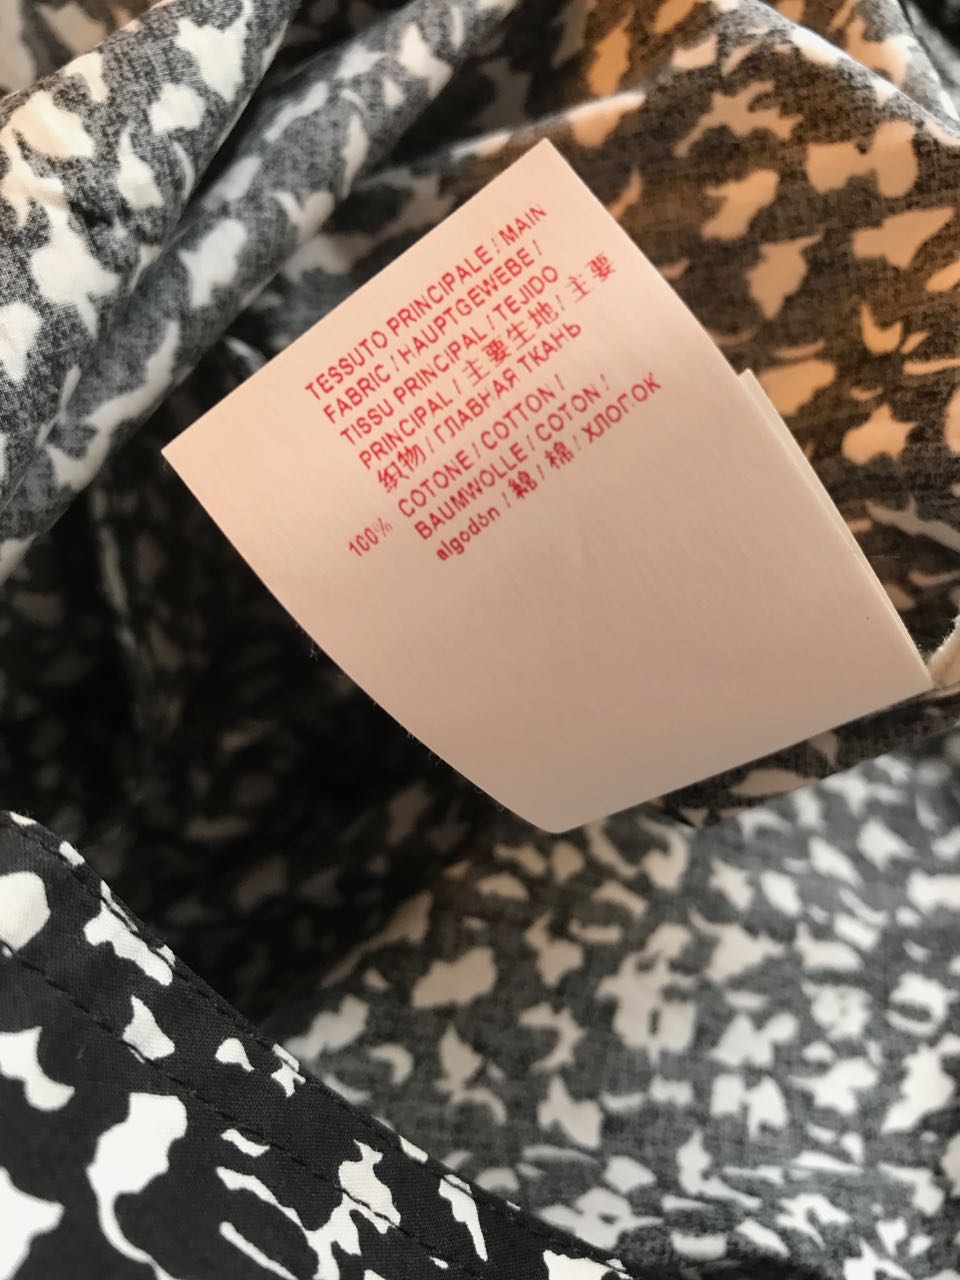 TESSUTO PRINCIPALE / MAIN
FABRIC / HAUPTGEWEBE /
TISSU PRINCIPAL / TEJIDO
PRINCIPAL / 主要生地 / 主要
织物 / ГЛАВНАЯ ТКАНЬ
100% COTONE / COTTON /
BAUMWOLLE / COTON /
algodón / 綿 / 棉 / ХЛОГОК